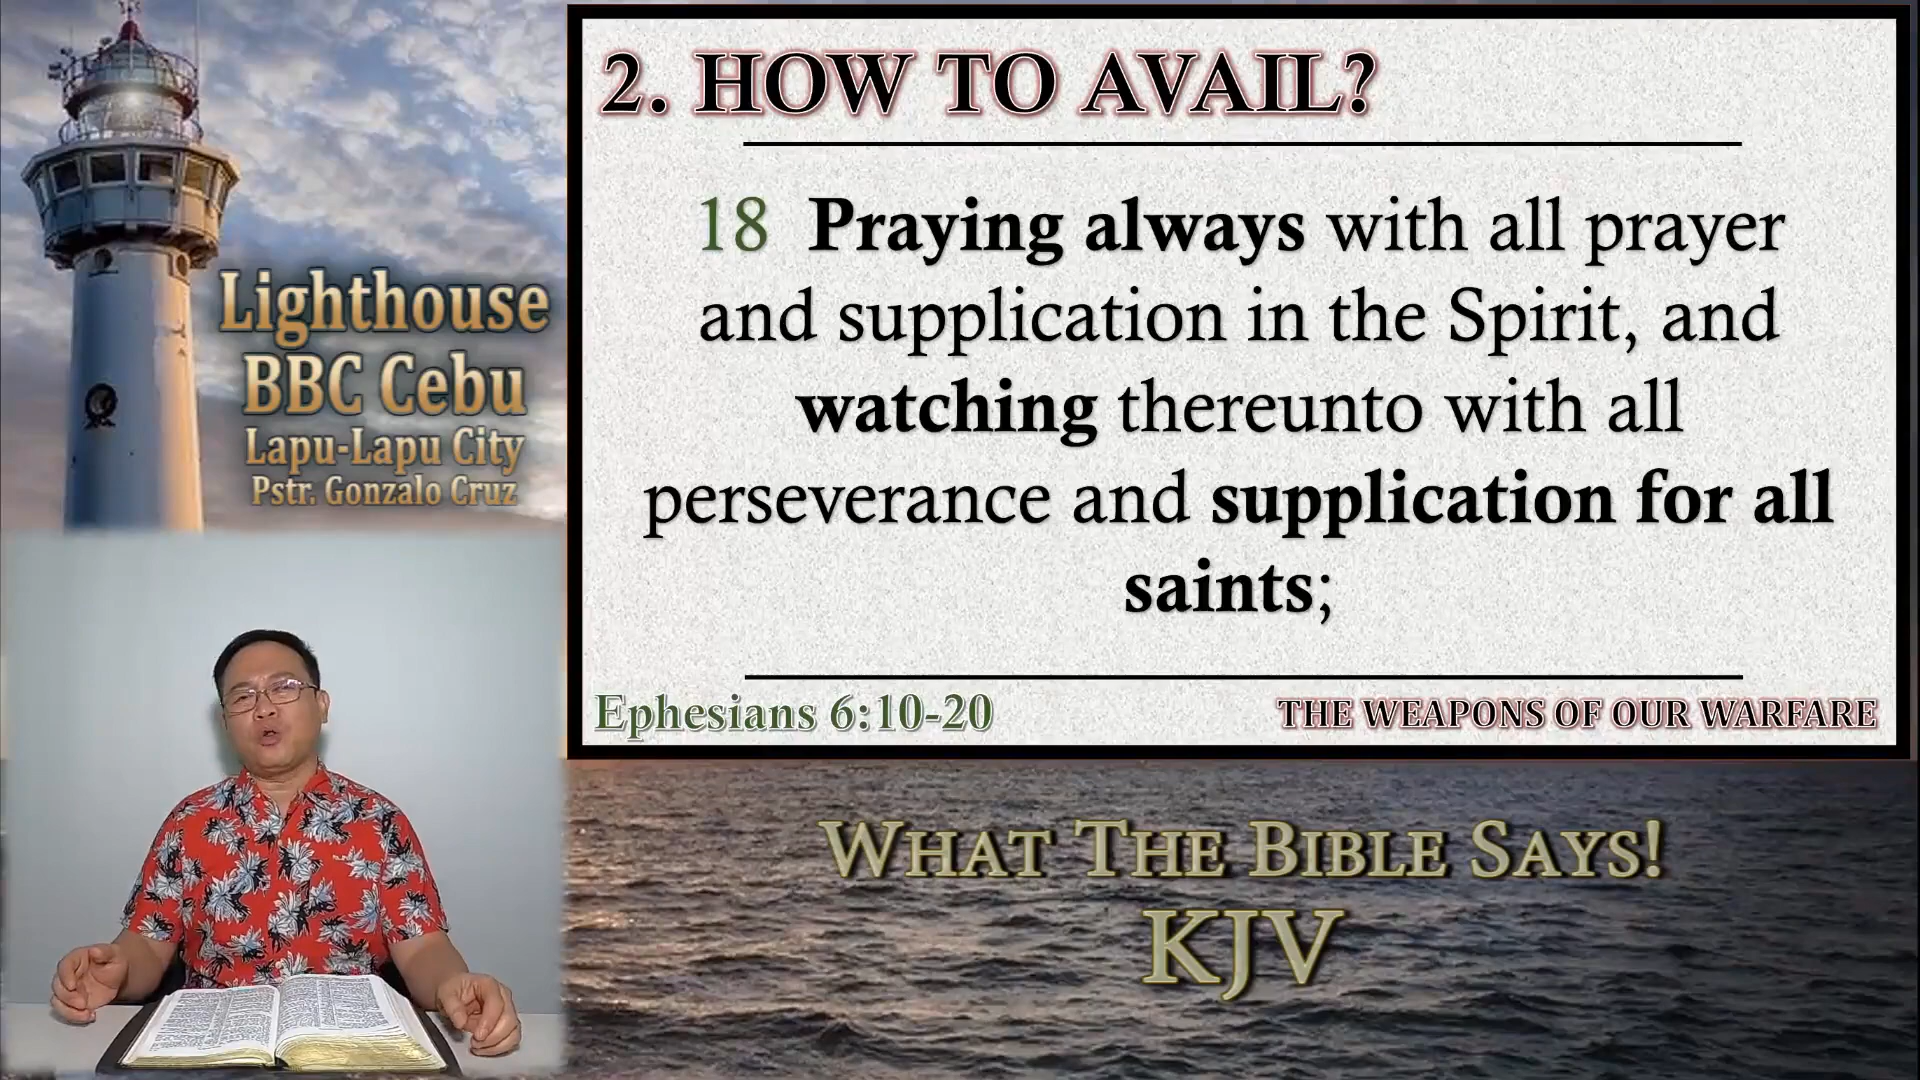 Lighthouse
BBC Cebu
Lapu-Lapu City
Pstr. Gonzalo Cruz
2. HOW TO AVAIL?
18 Praying always with all prayer
and supplication in the Spirit, and
watching thereunto with all
perseverance and supplication for all
saints;
Ephesians 6:10-20
THE WEAPONS OF OUR WARFARE
WHAT THE BIBLE SAYS!
KJV